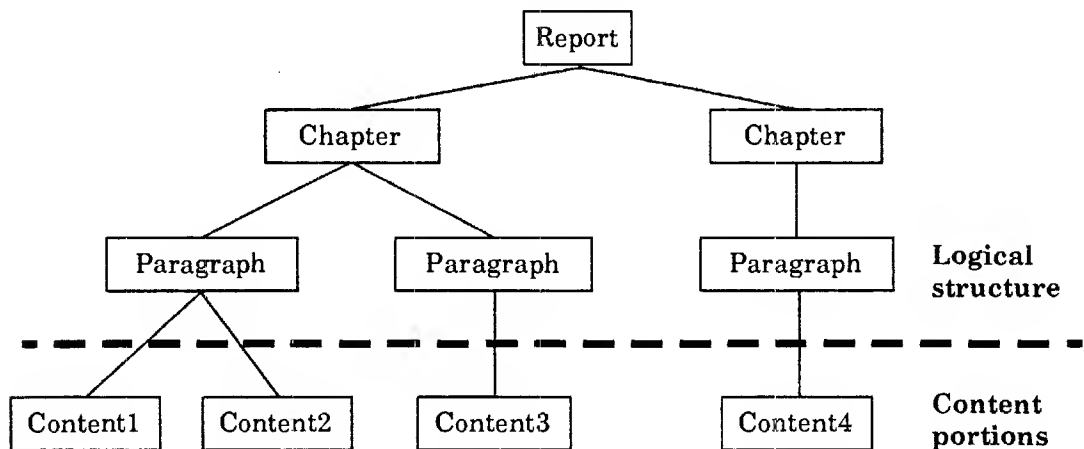 Report
Chapter
Chapter
Paragraph
Paragraph
Paragraph
Logical
structure
Content1
Content2
Content3
Content4
Content
portions